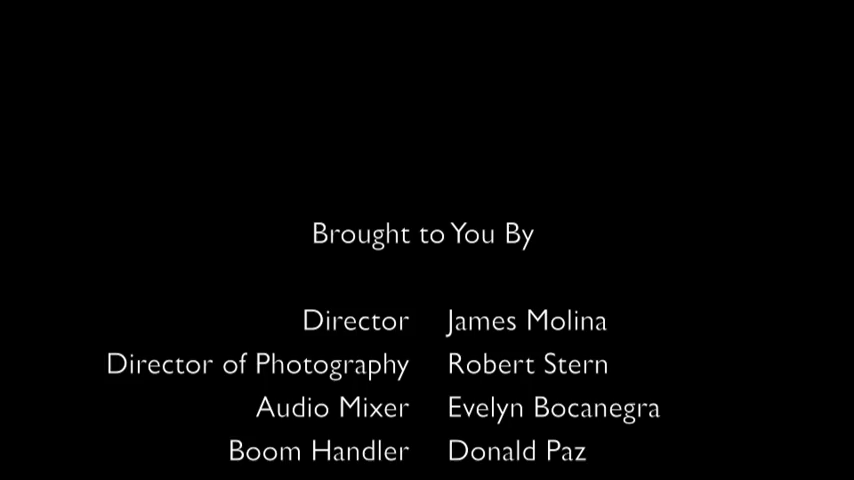 Brought to You By
Director James Molina
Director of Photography Robert Stern
Audio Mixer Evelyn Bocanegra
Boom Handler Donald Paz